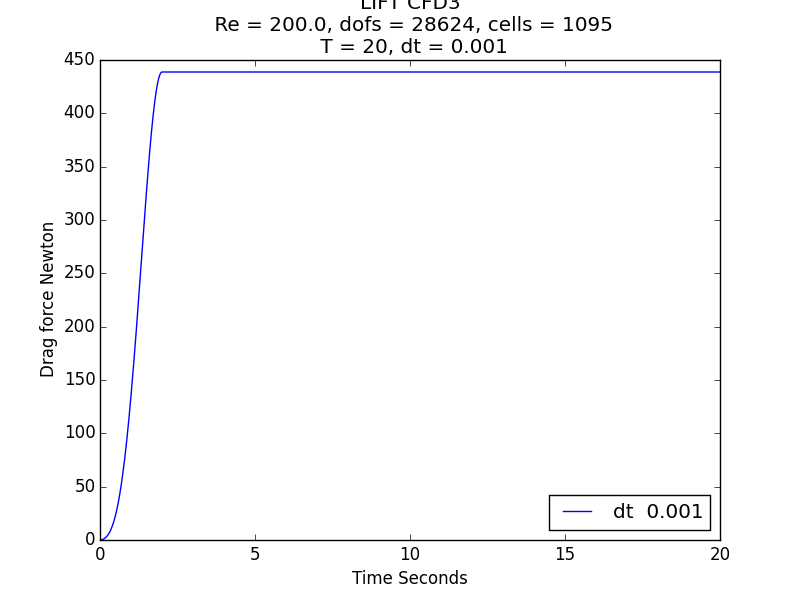 LIFT CFD3
Re = 200.0, dofs = 28624, cells = 1095
T = 20, dt = 0.001
450
400
350
300
250
200
150
100
50
0
Drag force Newton
dt 0.001
0 5 10 15 20
Time Seconds